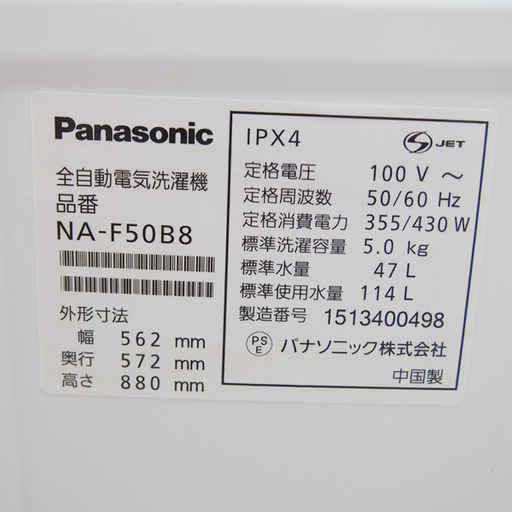 Panasonic
全自動電気洗濯機
品番
NA-F50B8
外形寸法
幅 562 mm
奥行 572 mm
高さ 880 mm
IPX4
S JET
定格電圧 100 V ～
定格周波数 50/60 Hz
定格消費電力 355/430 W
標準洗濯容量 5.0 kg
標準水量 47 L
標準使用水量 114 L
製造番号 1513400498
PS E パナソニック株式会社
中国製